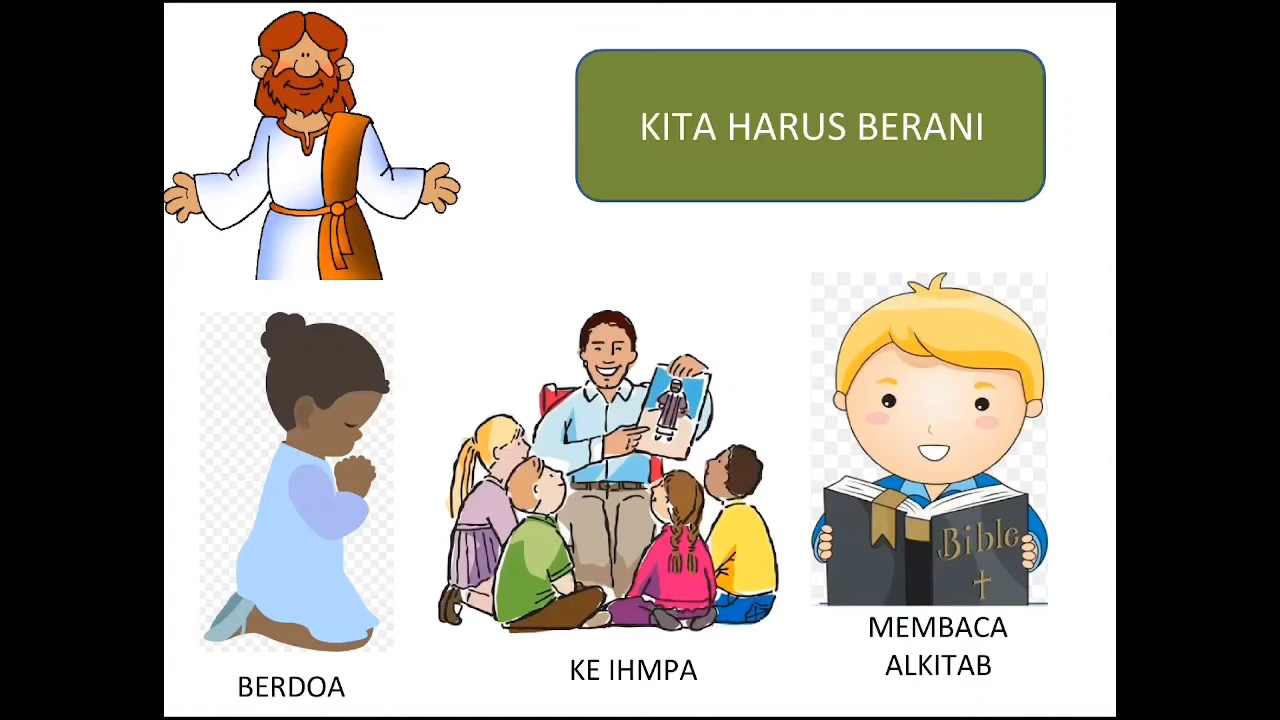 KITA HARUS BERANI
Bible
BERDOA
KE IHMPA
MEMBACA
ALKITAB